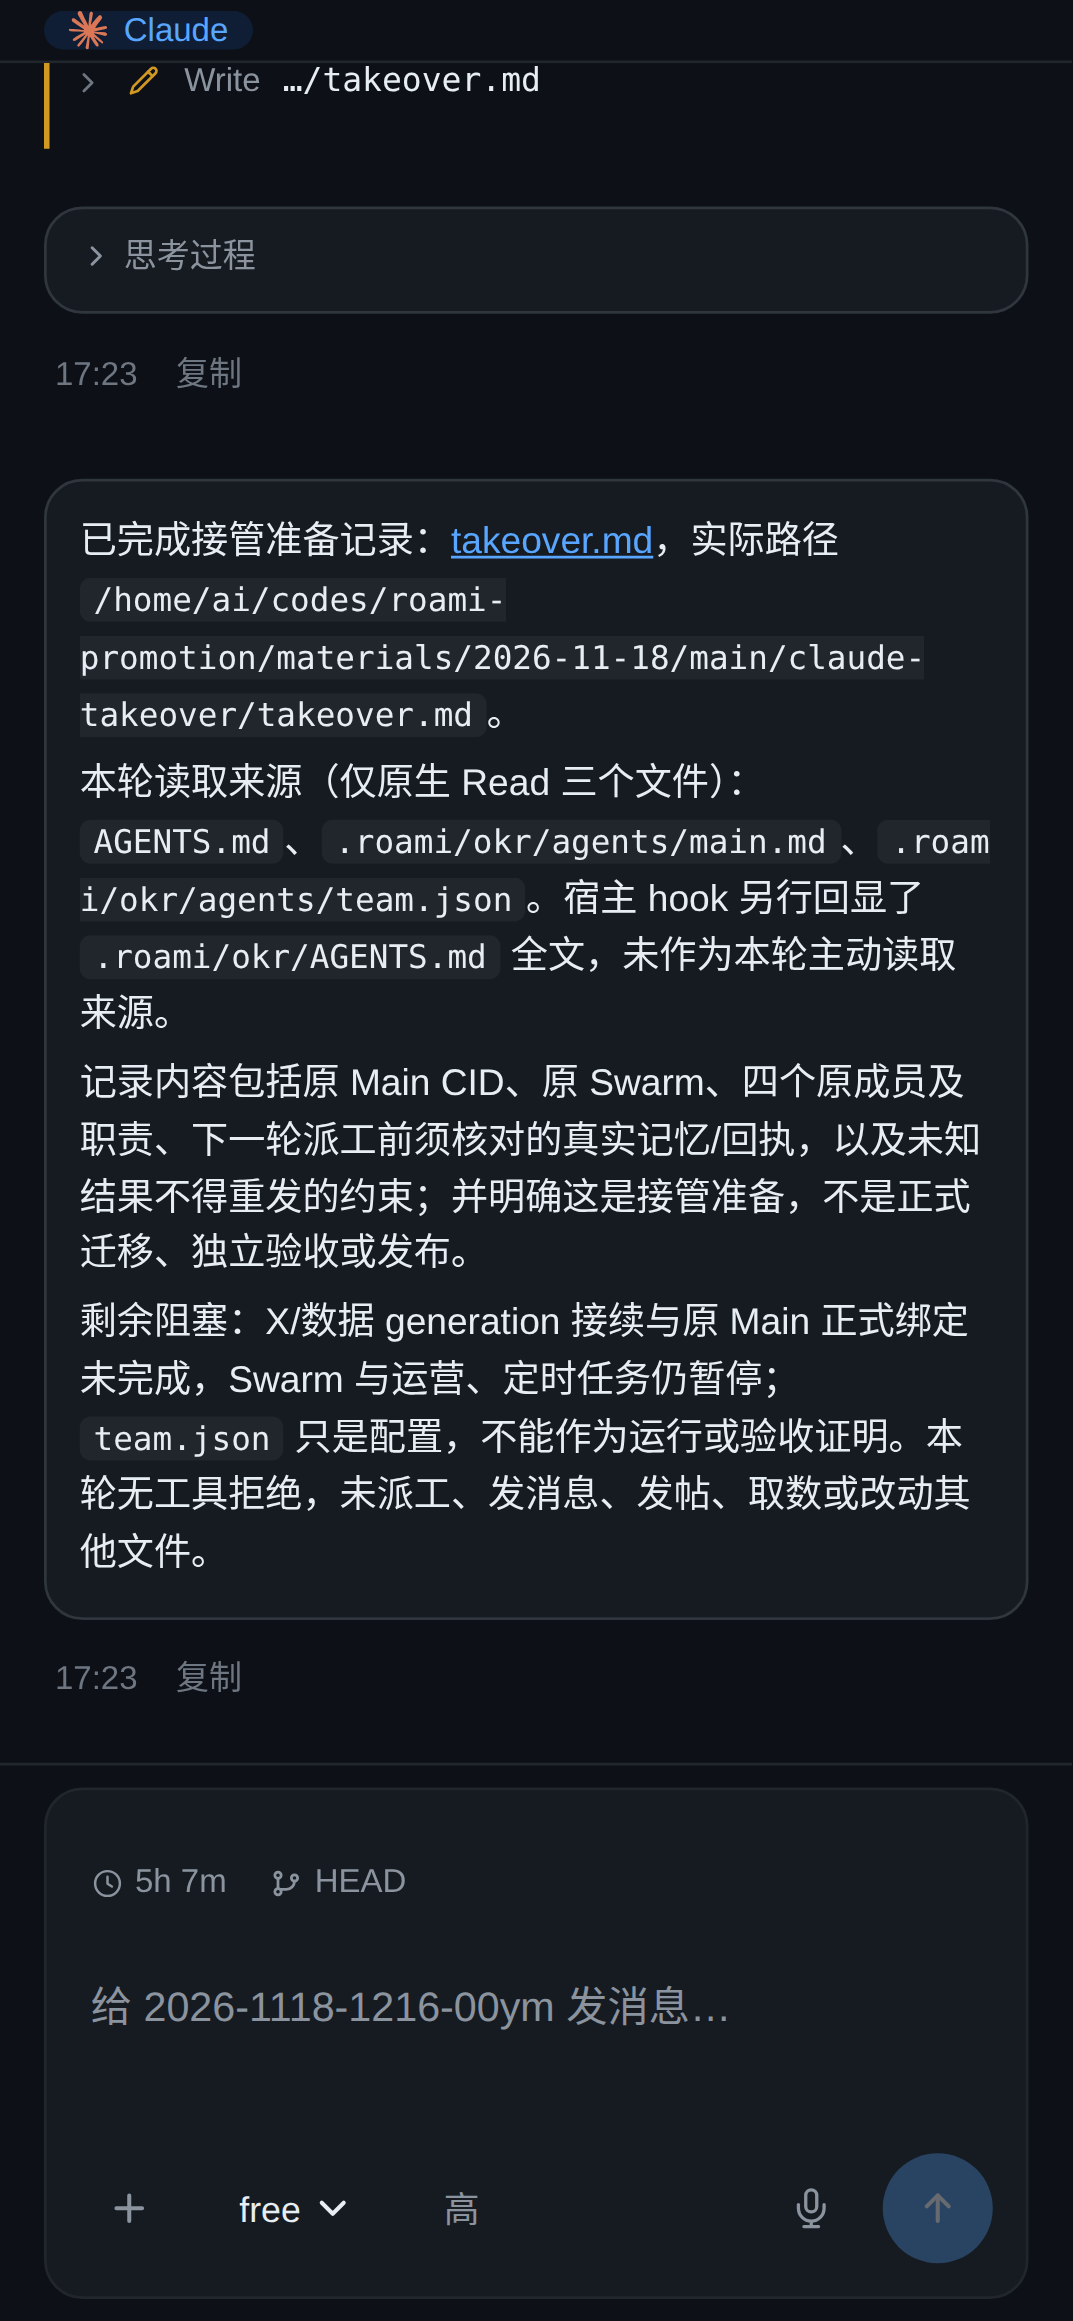 Claude
Write …/takeover.md
思考过程
17:23 复制
已完成接管准备记录：takeover.md，实际路径
/home/ai/codes/roami-
promotion/materials/2026-11-18/main/claude-
takeover/takeover.md。
本轮读取来源（仅原生 Read 三个文件）：
AGENTS.md、.roami/okr/agents/main.md、.roam
i/okr/agents/team.json。宿主 hook 另行回显了
.roami/okr/AGENTS.md 全文，未作为本轮主动读取
来源。
记录内容包括原 Main CID、原 Swarm、四个原成员及
职责、下一轮派工前须核对的真实记忆/回执，以及未知
结果不得重发的约束；并明确这是接管准备，不是正式
迁移、独立验收或发布。
剩余阻塞：X/数据 generation 接续与原 Main 正式绑定
未完成，Swarm 与运营、定时任务仍暂停；
team.json 只是配置，不能作为运行或验收证明。本
轮无工具拒绝，未派工、发消息、发帖、取数或改动其
他文件。
17:23 复制
5h 7m HEAD
给 2026-1118-1216-00ym 发消息…
free 高